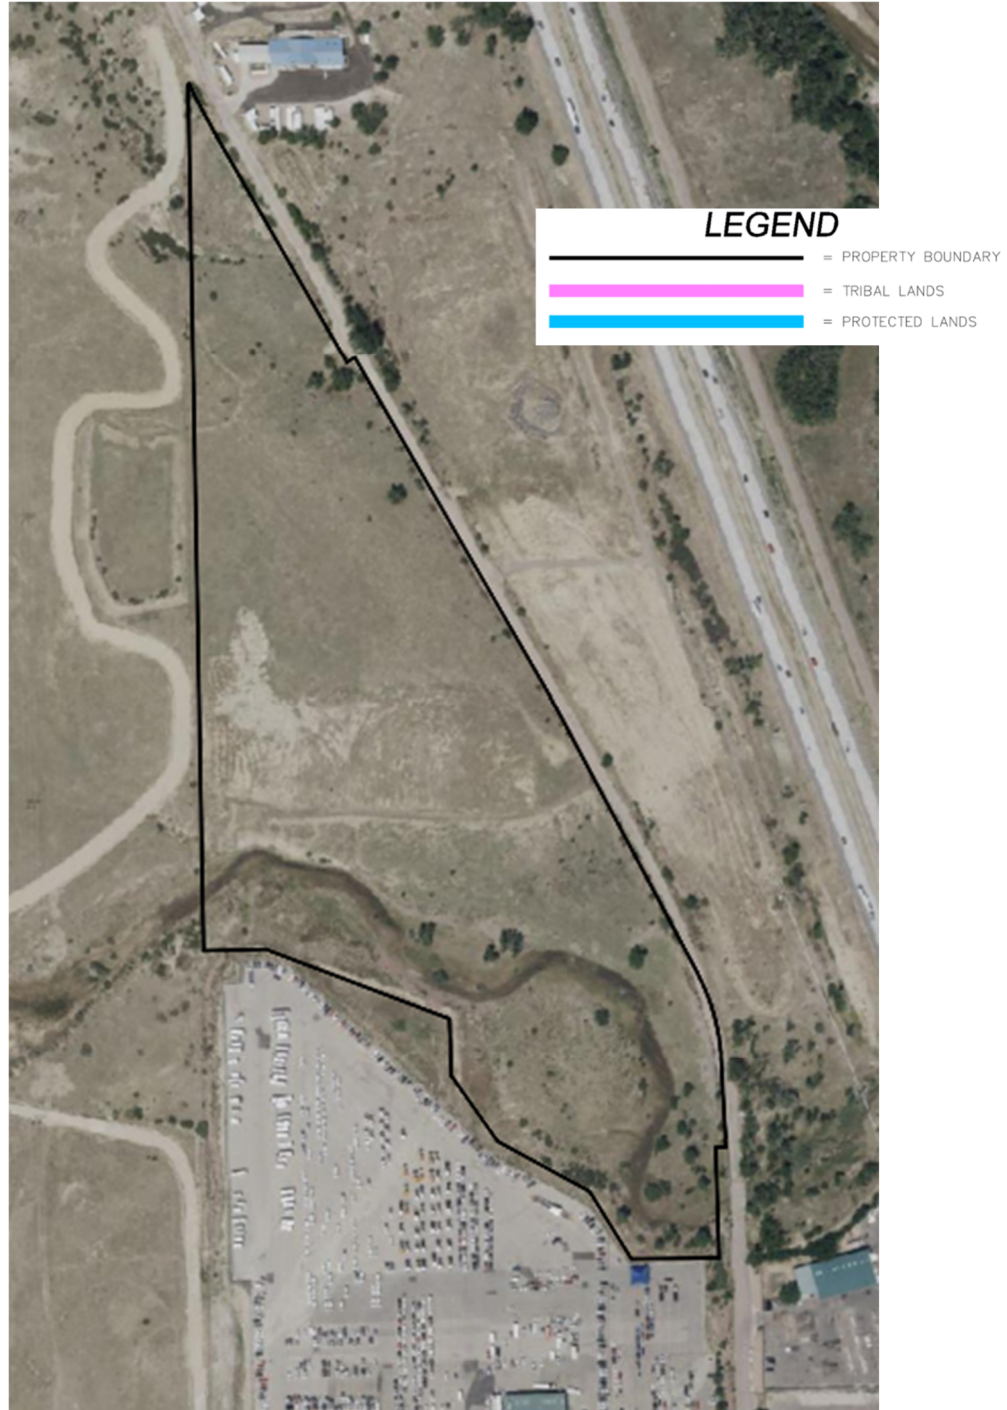 LEGEND
= PROPERTY BOUNDARY
= TRIBAL LANDS
= PROTECTED LANDS